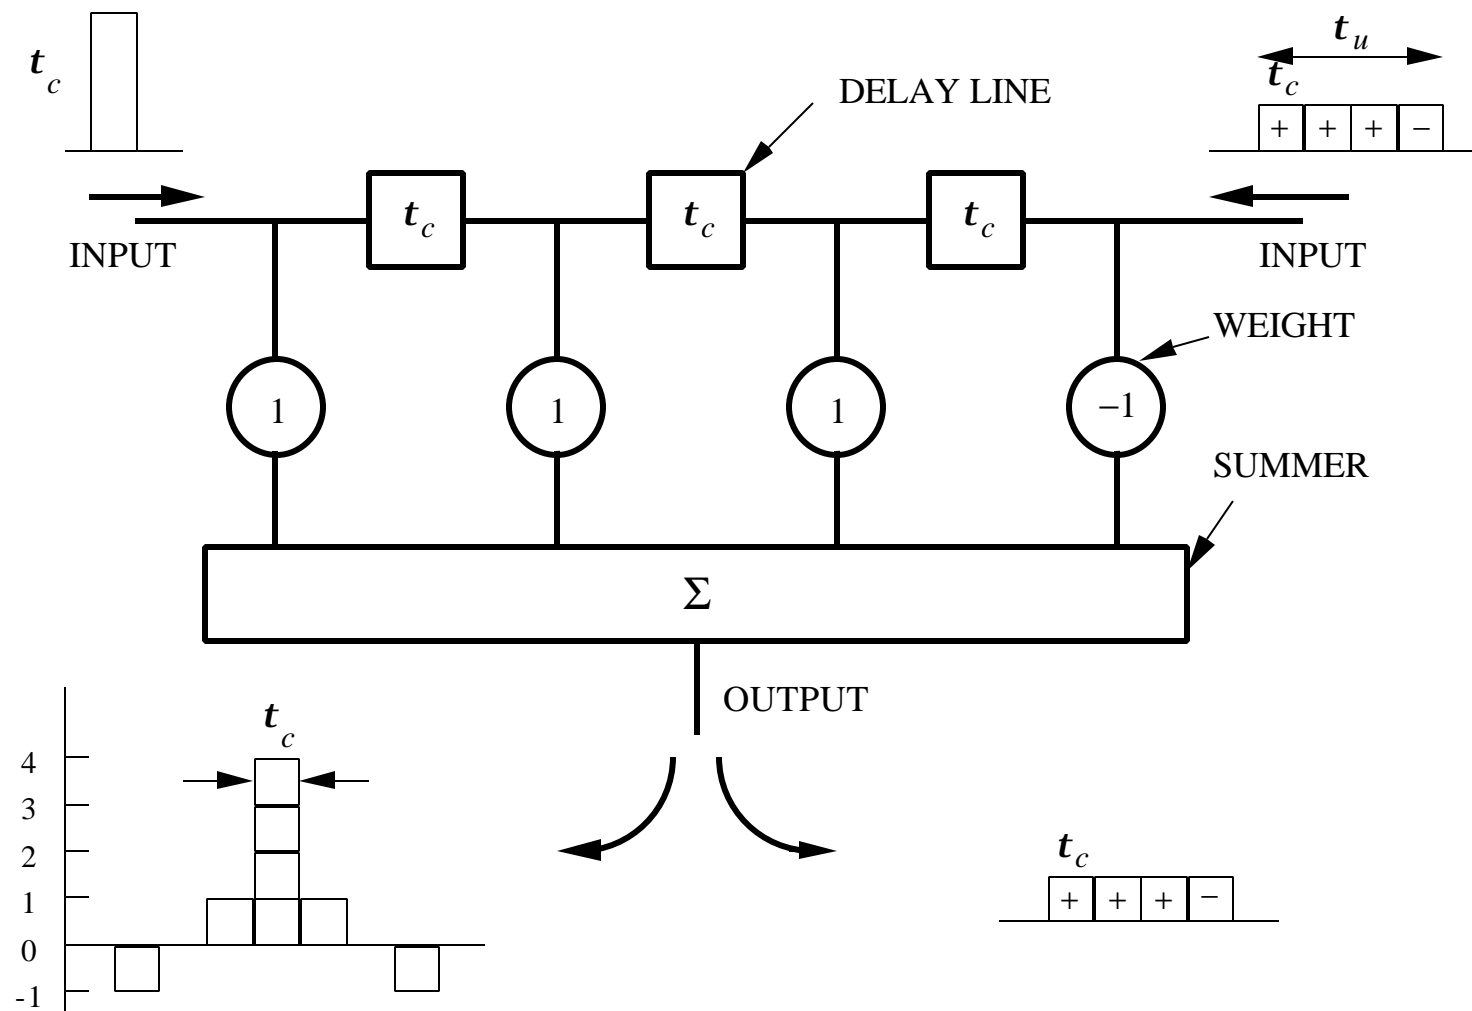 t_c
t_u
t_c
+ + + −
DELAY LINE
t_c t_c t_c
INPUT
INPUT
WEIGHT
1 1 1 −1
SUMMER
Σ
OUTPUT
t_c
4
3
2
1
0
-1
t_c
+ + + −